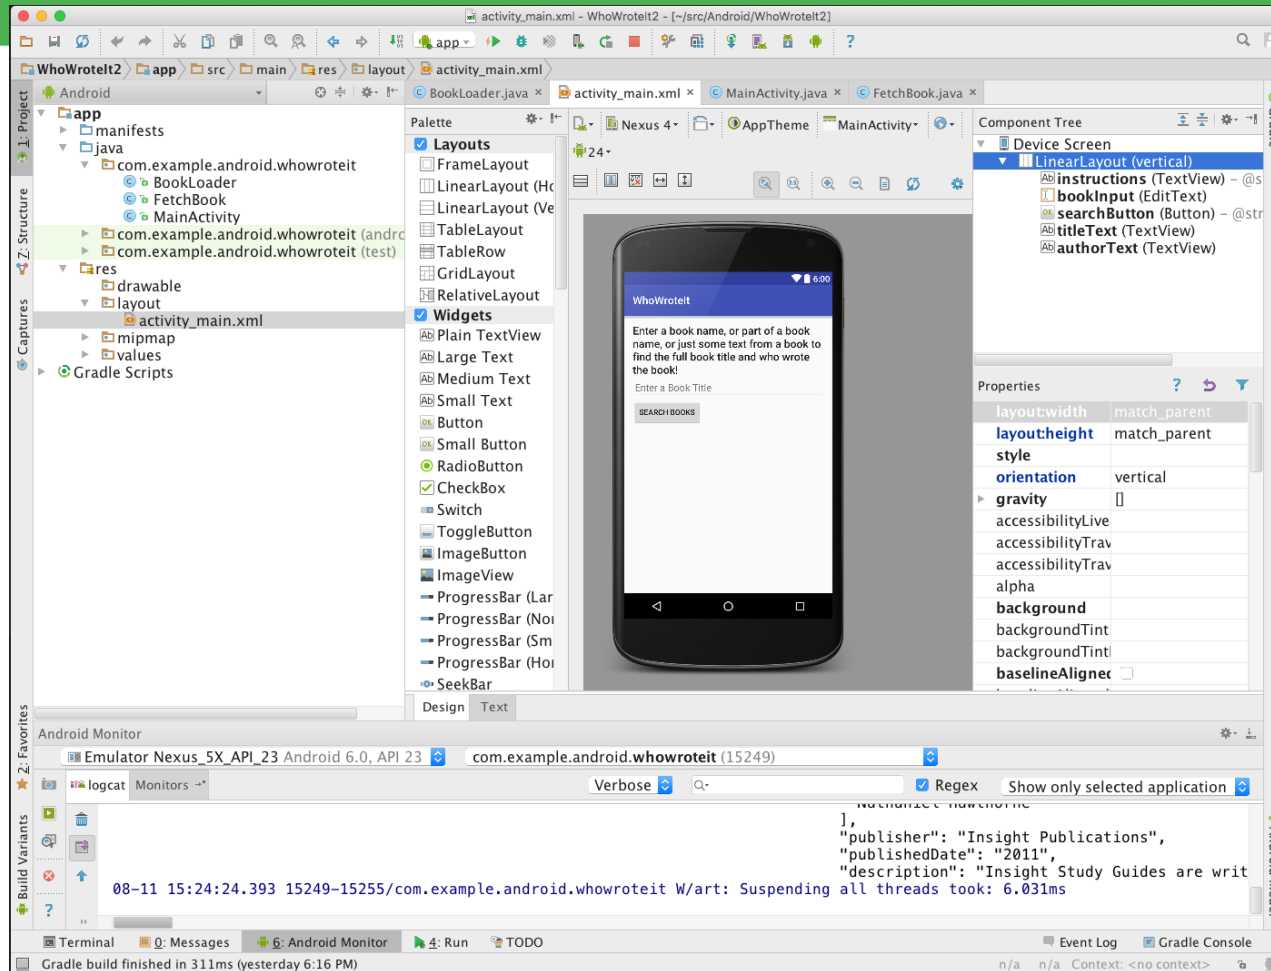 activity_main.xml - WhoWroteIt2 - [~/src/Android/WhoWroteIt2]
app
?
WhoWroteIt2 app src main res layout activity_main.xml
Android
BookLoader.java × activity_main.xml × MainActivity.java × FetchBook.java ×
1: Project
Z: Structure
Captures
2: Favorites
Build Variants
app
manifests
java
com.example.android.whowroteit
BookLoader
FetchBook
MainActivity
com.example.android.whowroteit (andro
com.example.android.whowroteit (test)
res
drawable
layout
activity_main.xml
mipmap
values
Gradle Scripts
Palette
Layouts
FrameLayout
LinearLayout (Ho
LinearLayout (Ve
TableLayout
TableRow
GridLayout
RelativeLayout
Widgets
Plain TextView
Large Text
Medium Text
Small Text
Button
Small Button
RadioButton
CheckBox
Switch
ToggleButton
ImageButton
ImageView
ProgressBar (Lar
ProgressBar (Nor
ProgressBar (Sm
ProgressBar (Hor
SeekBar
Nexus 4 AppTheme MainActivity
24
6:00
WhoWroteIt
Enter a book name, or part of a book
name, or just some text from a book to
find the full book title and who wrote
the book!
Enter a Book Title
SEARCH BOOKS
Component Tree
Device Screen
LinearLayout (vertical)
instructions (TextView) – @st
bookInput (EditText)
searchButton (Button) – @str
titleText (TextView)
authorText (TextView)
Properties ?
layout:width match_parent
layout:height match_parent
style
orientation vertical
gravity []
accessibilityLive
accessibilityTrav
accessibilityTrav
alpha
background
backgroundTint
backgroundTint
baselineAligned
Design Text
Android Monitor
Emulator Nexus_5X_API_23 Android 6.0, API 23 com.example.android.whowroteit (15249)
logcat Monitors Verbose Regex Show only selected application
"Nathaniel Hawthorne"
],
"publisher": "Insight Publications",
"publishedDate": "2011",
"description": "Insight Study Guides are writ
08-11 15:24:24.393 15249-15255/com.example.android.whowroteit W/art: Suspending all threads took: 6.031ms
?
Terminal 0: Messages 6: Android Monitor 4: Run TODO Event Log Gradle Console
Gradle build finished in 311ms (yesterday 6:16 PM) n/a n/a Context: <no context>